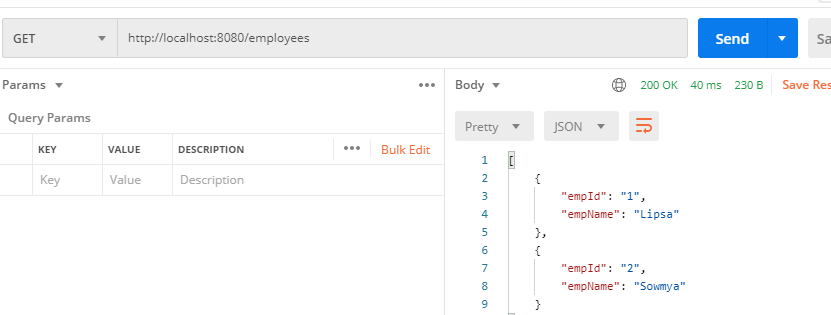 GET http://localhost:8080/employees Send Sa
Params ••• Body 200 OK 40 ms 230 B Save Res
Query Params
Pretty JSON
KEY VALUE DESCRIPTION ••• Bulk Edit
Key Value Description
1 [
2 {
3 "empId": "1",
4 "empName": "Lipsa"
5 },
6 {
7 "empId": "2",
8 "empName": "Sowmya"
9 }